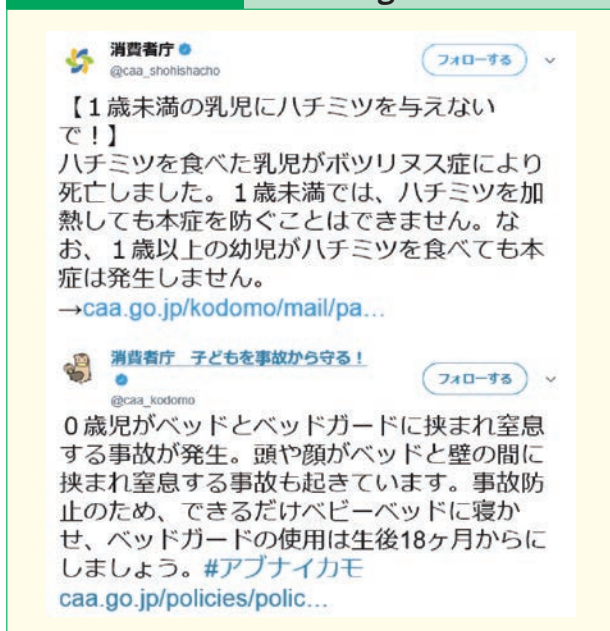 消費者庁
フォローする
@caa_shohishacho
【１歳未満の乳児にハチミツを与えない
で！】
ハチミツを食べた乳児がボツリヌス症により
死亡しました。１歳未満では、ハチミツを加
熱しても本症を防ぐことはできません。な
お、１歳以上の幼児がハチミツを食べても本
症は発生しません。
→caa.go.jp/kodomo/mail/pa...
消費者庁　子どもを事故から守る！
フォローする
@caa_kodomo
０歳児がベッドとベッドガードに挟まれ窒息
する事故が発生。頭や顔がベッドと壁の間に
挟まれ窒息する事故も起きています。事故防
止のため、できるだけベビーベッドに寝か
せ、ベッドガードの使用は生後18ヶ月からに
しましょう。#アブナイカモ
caa.go.jp/policies/polic...